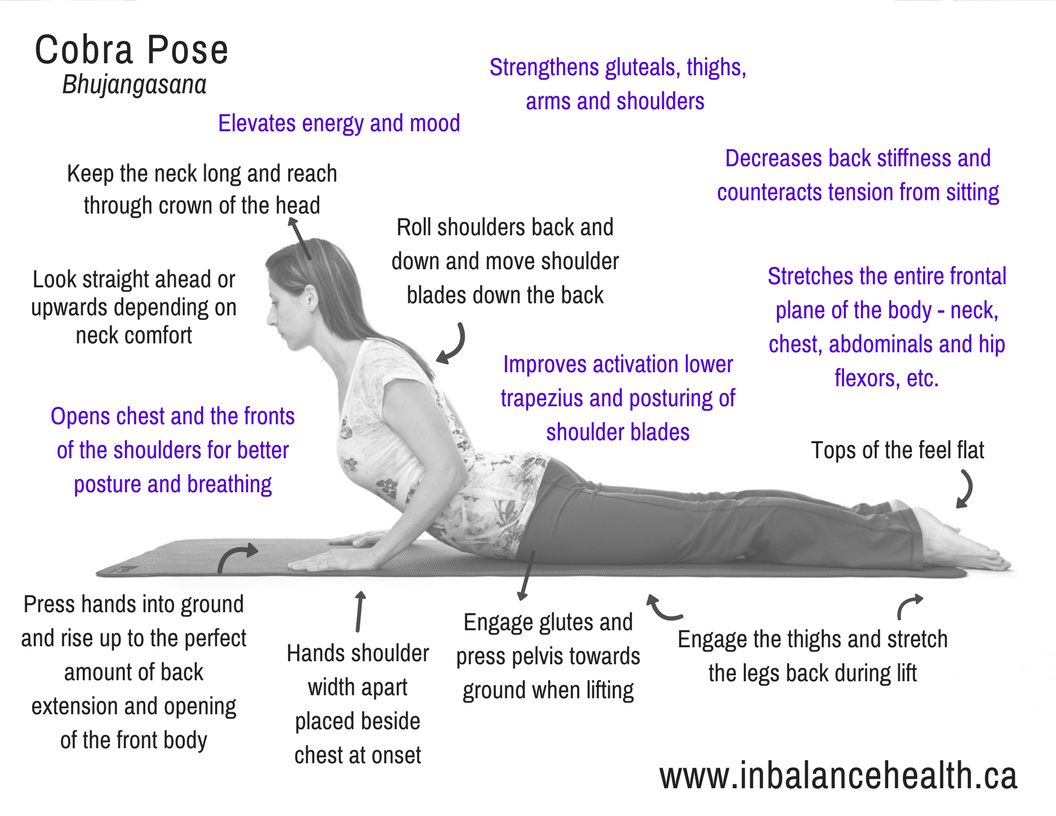 Cobra Pose
Bhujangasana
Strengthens gluteals, thighs,
arms and shoulders
Elevates energy and mood
Decreases back stiffness and
counteracts tension from sitting
Keep the neck long and reach
through crown of the head
Roll shoulders back and
down and move shoulder
blades down the back
Look straight ahead or
upwards depending on
neck comfort
Stretches the entire frontal
plane of the body - neck,
chest, abdominals and hip
flexors, etc.
Improves activation lower
trapezius and posturing of
shoulder blades
Opens chest and the fronts
of the shoulders for better
posture and breathing
Tops of the feel flat
Press hands into ground
and rise up to the perfect
amount of back
extension and opening
of the front body
Hands shoulder
width apart
placed beside
chest at onset
Engage glutes and
press pelvis towards
ground when lifting
Engage the thighs and stretch
the legs back during lift
www.inbalancehealth.ca